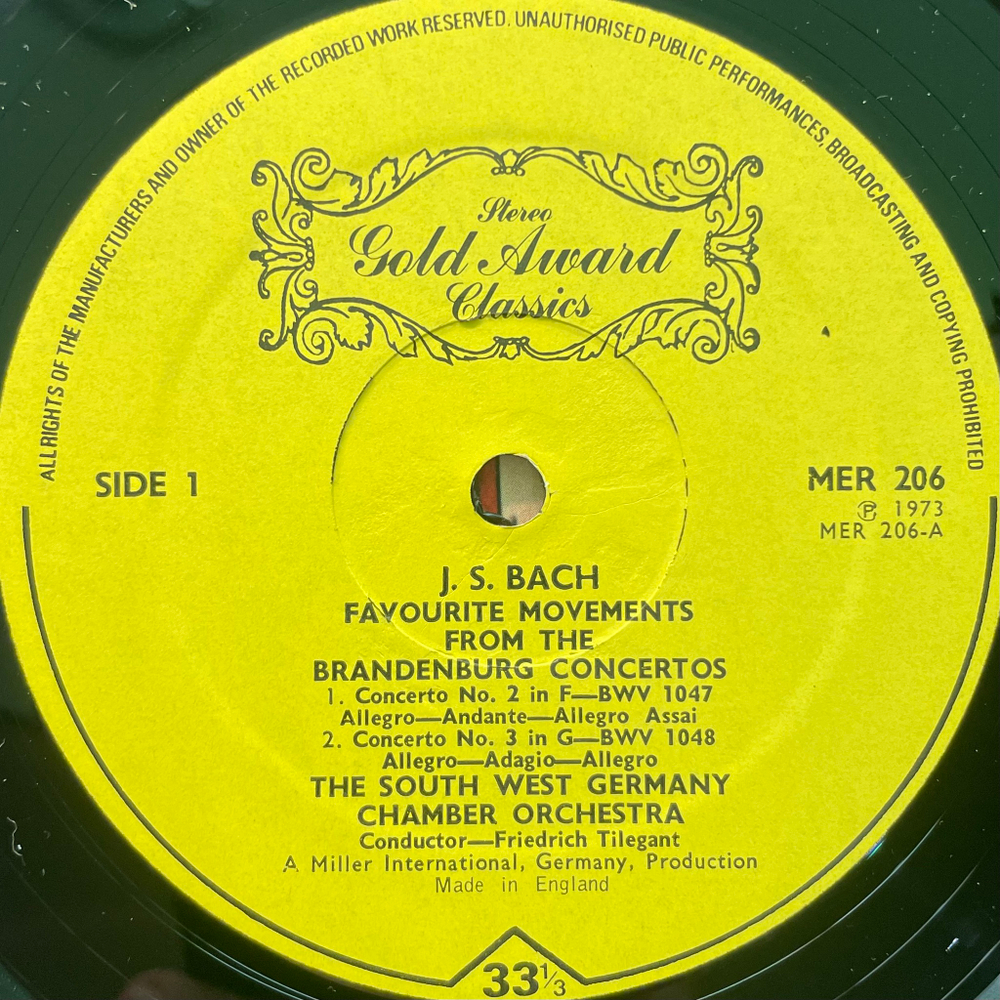 ALL RIGHTS OF THE MANUFACTURERS AND OWNER OF THE RECORDED WORK RESERVED. UNAUTHORISED PUBLIC PERFORMANCES, BROADCASTING AND COPYING PROHIBITED
Stereo
Gold Award
Classics
SIDE 1
MER 206
℗ 1973
MER 206-A
J. S. BACH
FAVOURITE MOVEMENTS
FROM THE
BRANDENBURG CONCERTOS
1. Concerto No. 2 in F—BWV 1047
Allegro—Andante—Allegro Assai
2. Concerto No. 3 in G—BWV 1048
Allegro—Adagio—Allegro
THE SOUTH WEST GERMANY
CHAMBER ORCHESTRA
Conductor—Friedrich Tilegant
A Miller International, Germany, Production
Made in England
33⅓